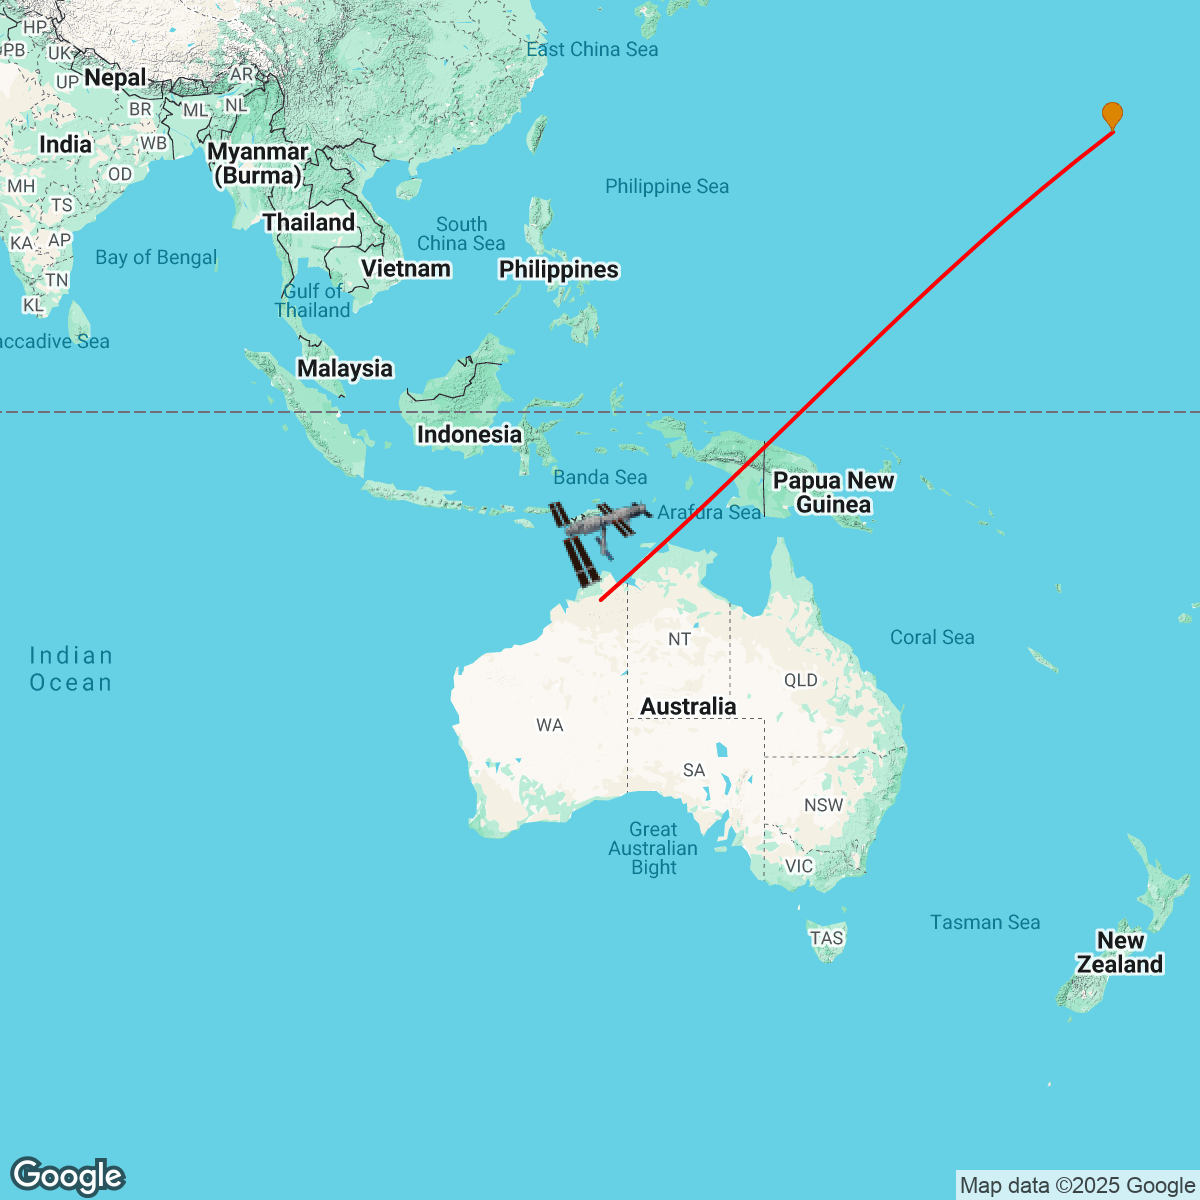 HP
PB
UK
East China Sea
Nepal
UP
AR
BR
ML
NL
India
WB
Myanmar
(Burma)
OD
MH
TS
Philippine Sea
Thailand
South
China Sea
KA
AP
Bay of Bengal
Vietnam
Philippines
TN
KL
Gulf of
Thailand
accadive Sea
Malaysia
Indonesia
Banda Sea
Papua New
Guinea
Arafura Sea
Coral Sea
NT
Indian
Ocean
QLD
Australia
WA
SA
NSW
Great
Australian
Bight
VIC
Tasman Sea
TAS
New
Zealand
Google
Map data ©2025 Google